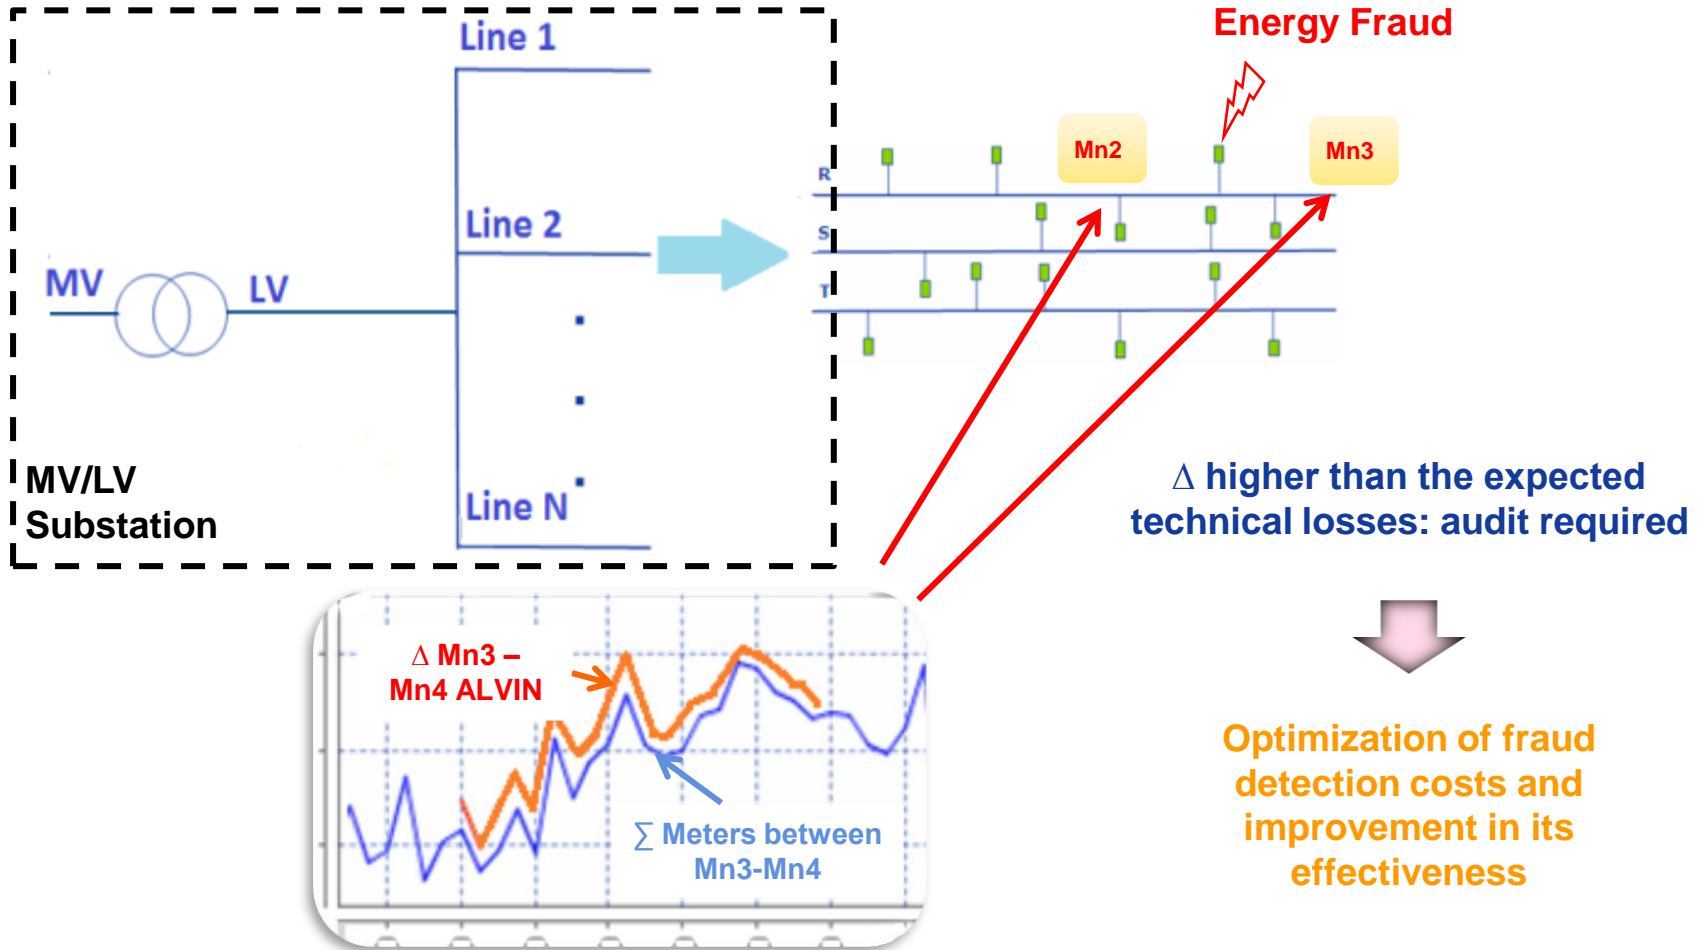 Line 1
Energy Fraud
Mn2
Mn3
R
Line 2
S
MV
LV
T
MV/LV
Substation
Line N
Δ higher than the expected
technical losses: audit required
Δ Mn3 –
Mn4 ALVIN
∑ Meters between
Mn3-Mn4
Optimization of fraud
detection costs and
improvement in its
effectiveness